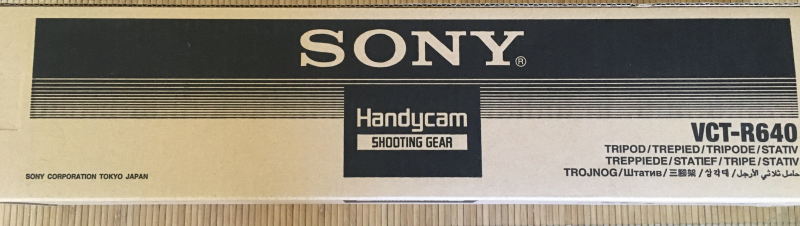 SONY®
Handycam
SHOOTING GEAR
VCT-R640
TRIPOD/TREPIED/TRIPODE/STATIV
TREPPIEDE/STATIEF/TRIPE/STATIV
TROJNOG/Штатив/三腳架/삼각대/حامل ثلاثي الأرجل
SONY CORPORATION TOKYO JAPAN